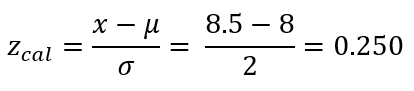 z_cal = (x − μ)/σ = (8.5 − 8)/2 = 0.250